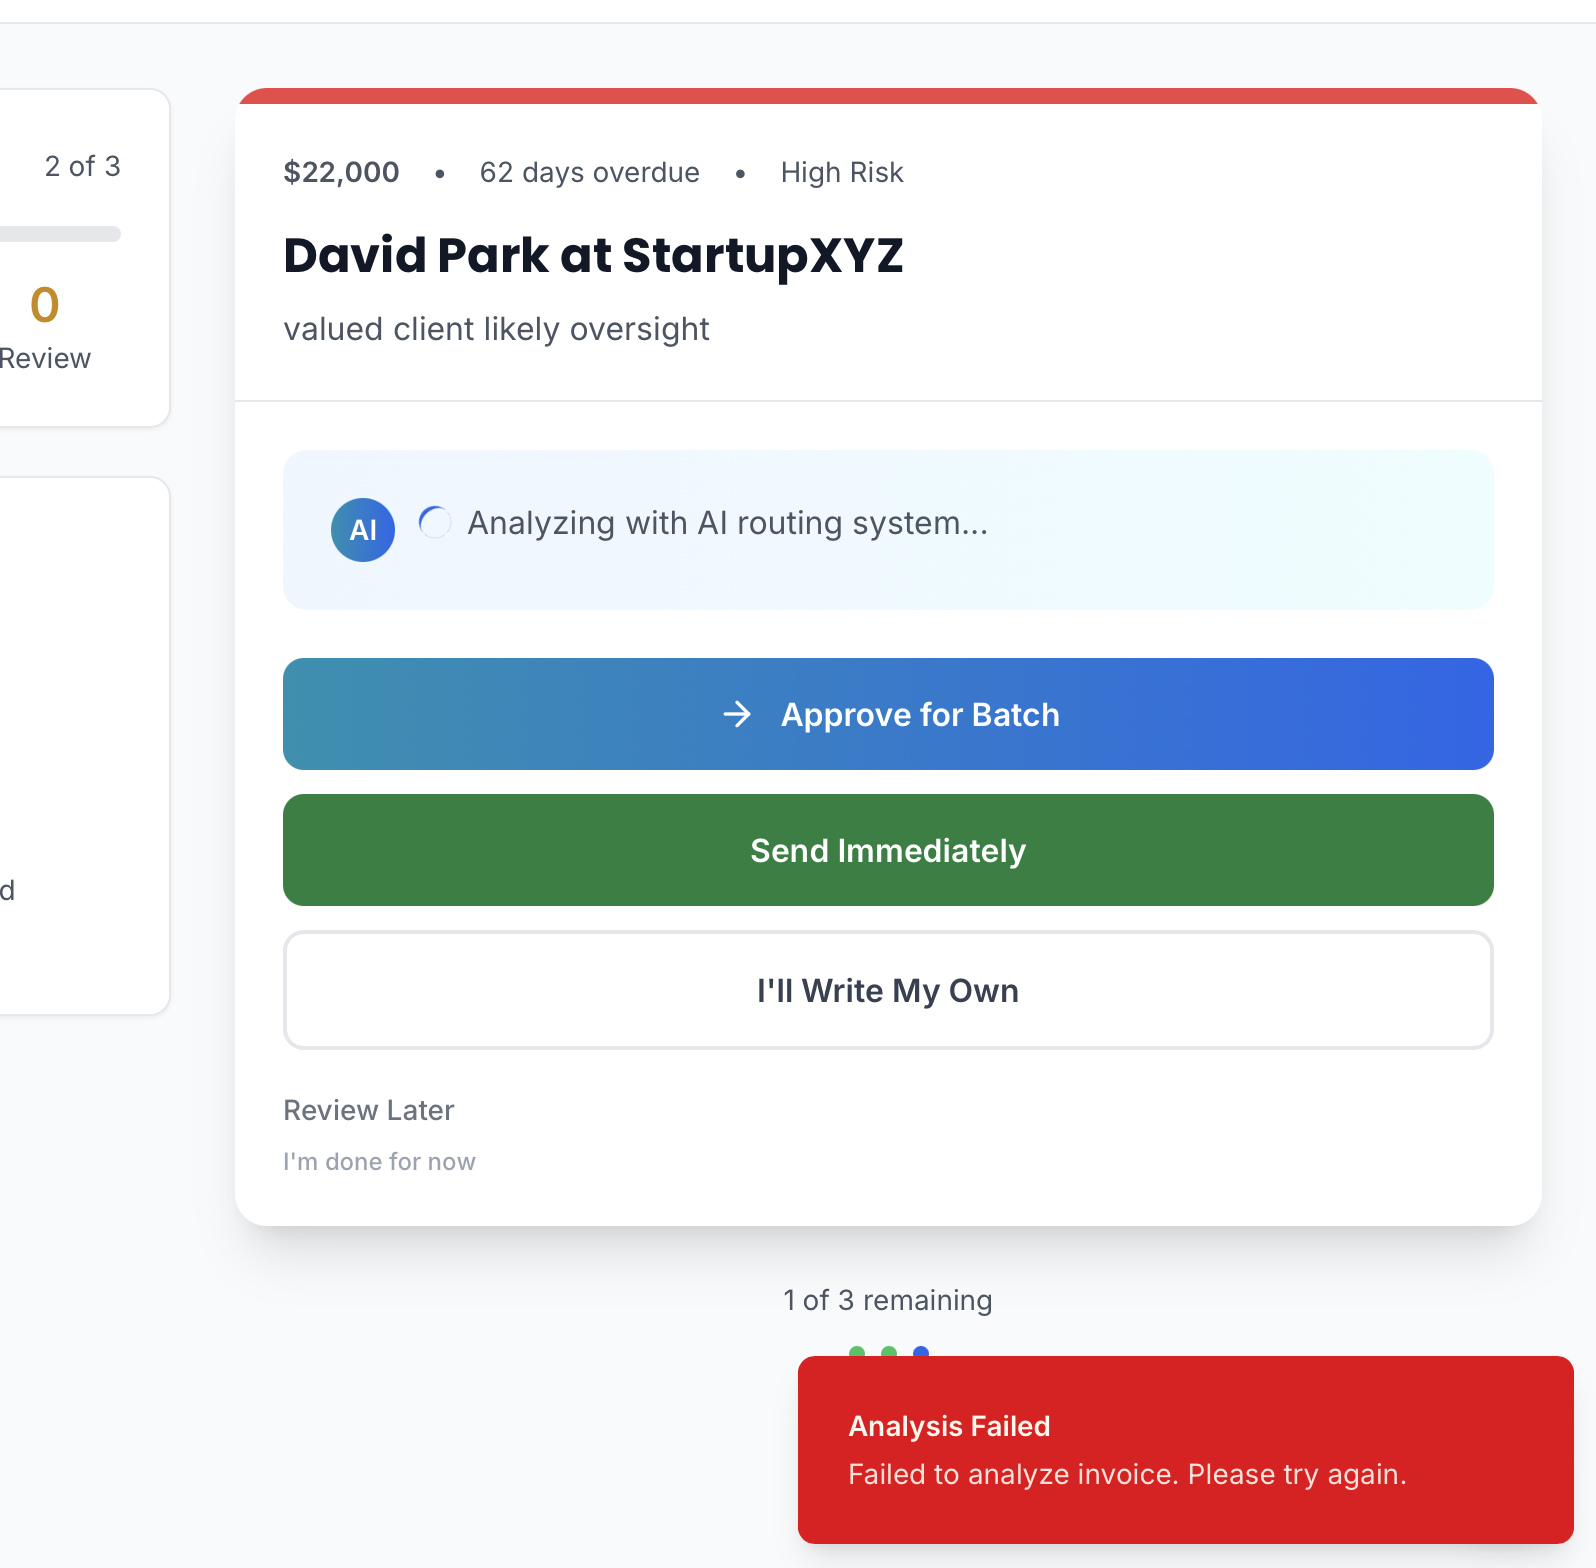 2 of 3
0
Review
d
$22,000 • 62 days overdue • High Risk
David Park at StartupXYZ
valued client likely oversight
AI Analyzing with AI routing system...
→ Approve for Batch
Send Immediately
I'll Write My Own
Review Later
I'm done for now
1 of 3 remaining
Analysis Failed
Failed to analyze invoice. Please try again.